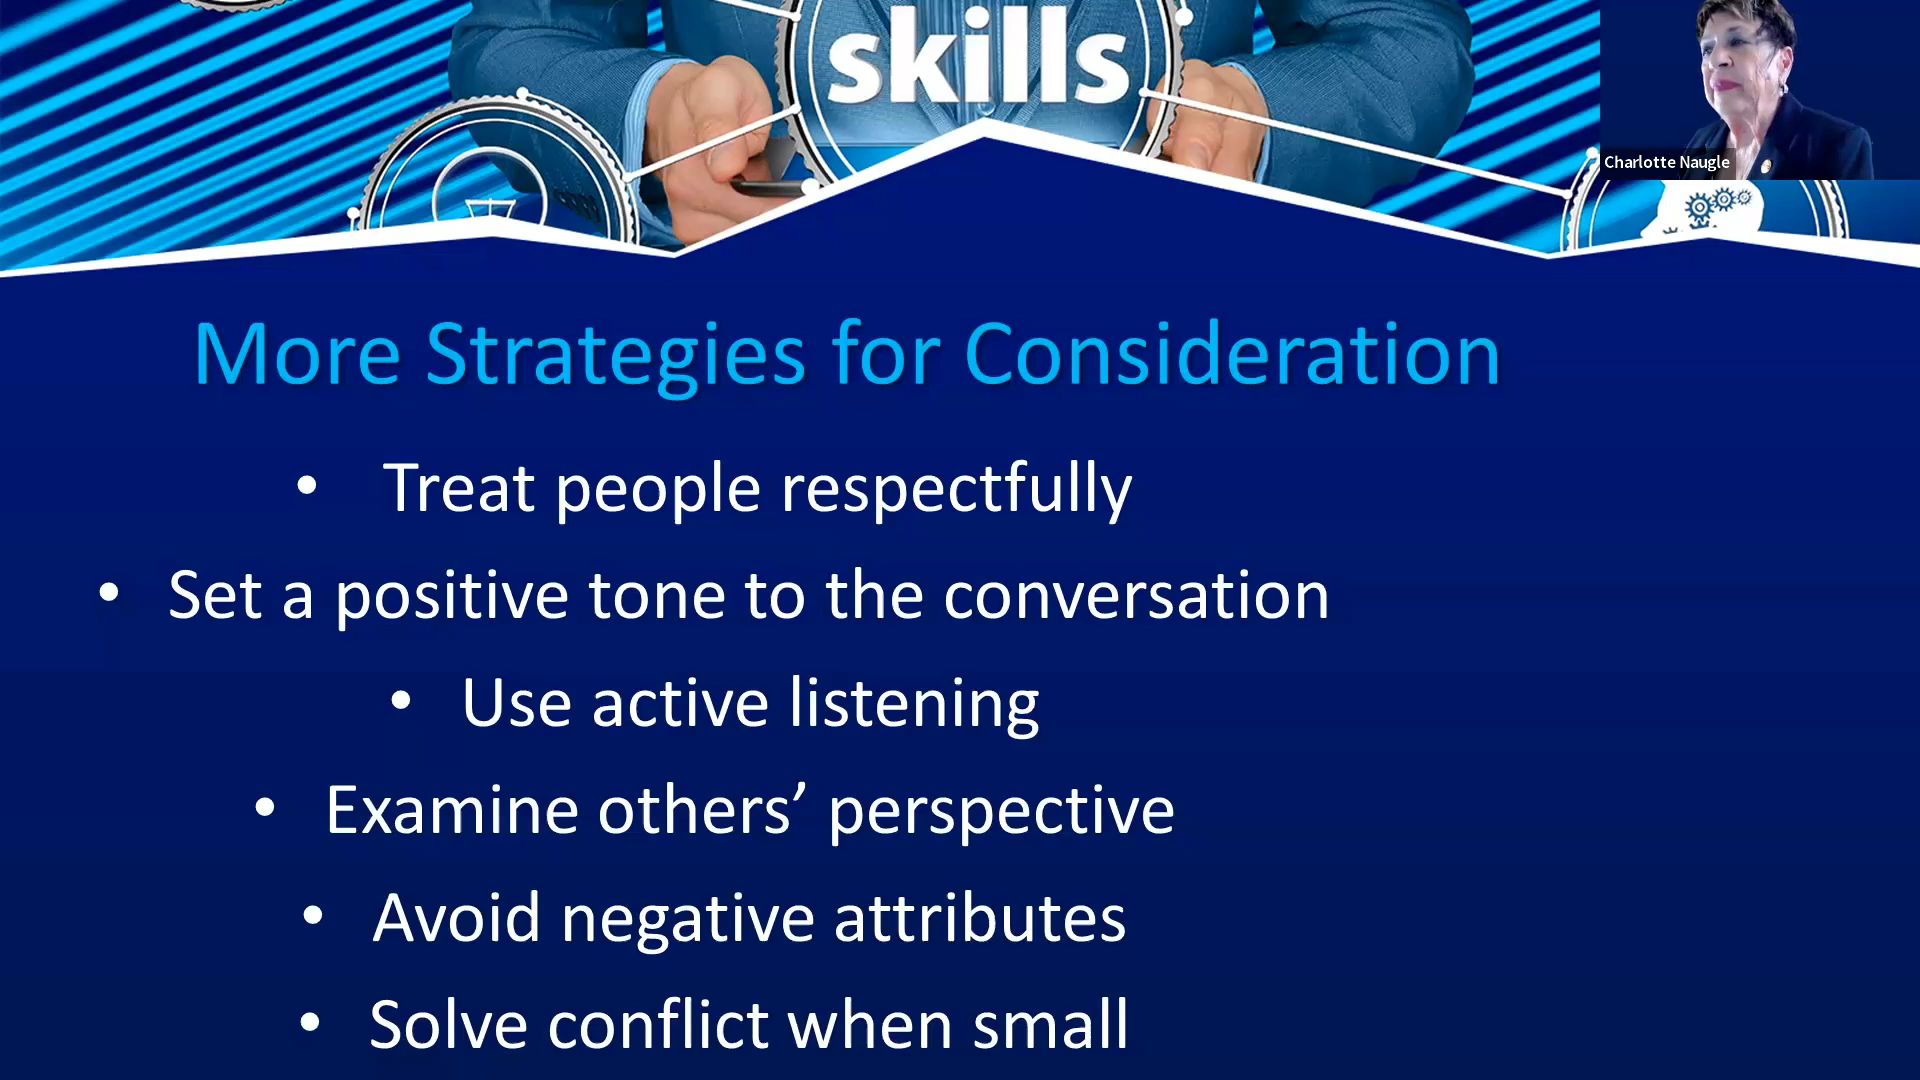 skills
Charlotte Naugle
More Strategies for Consideration
• Treat people respectfully
• Set a positive tone to the conversation
• Use active listening
• Examine others’ perspective
• Avoid negative attributes
• Solve conflict when small